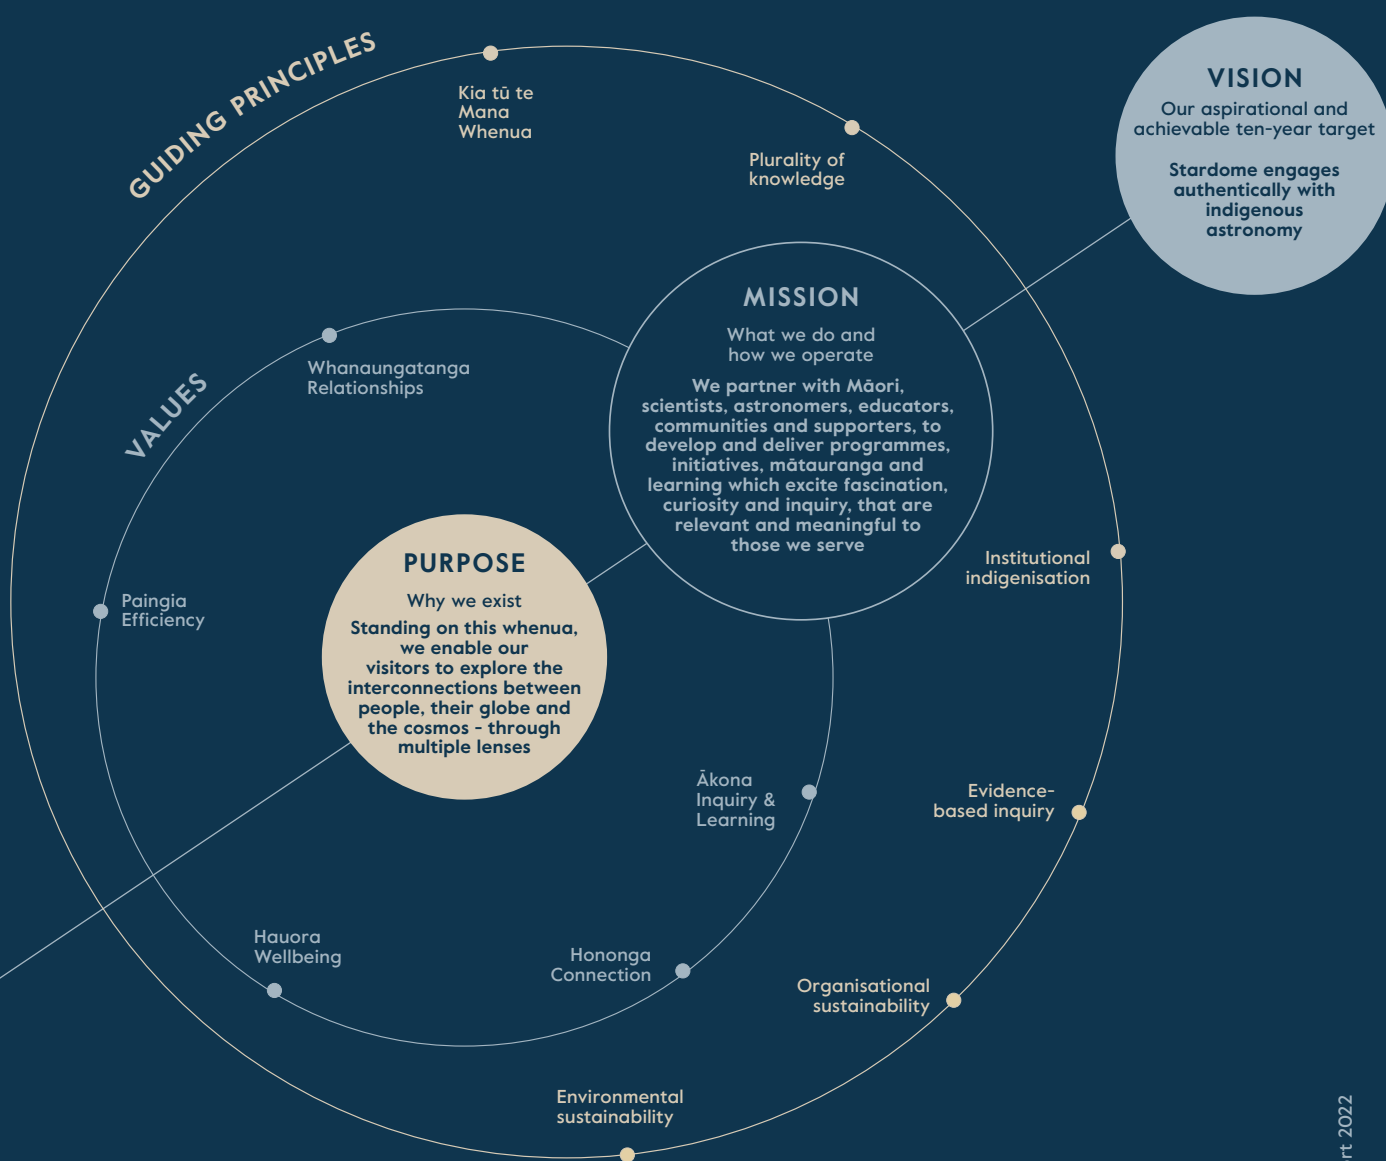 GUIDING PRINCIPLES
Kia tū te
Mana
Whenua
Plurality of
knowledge
VISION
Our aspirational and
achievable ten-year target
Stardome engages
authentically with
indigenous
astronomy
MISSION
What we do and
how we operate
We partner with Māori,
scientists, astronomers, educators,
communities and supporters, to
develop and deliver programmes,
initiatives, mātauranga and
learning which excite fascination,
curiosity and inquiry, that are
relevant and meaningful to
those we serve
VALUES
Whanaungatanga
Relationships
Paingia
Efficiency
PURPOSE
Why we exist
Standing on this whenua,
we enable our
visitors to explore the
interconnections between
people, their globe and
the cosmos - through
multiple lenses
Institutional
indigenisation
Ākona
Inquiry &
Learning
Evidence-
based inquiry
Hauora
Wellbeing
Hononga
Connection
Organisational
sustainability
Environmental
sustainability
2022